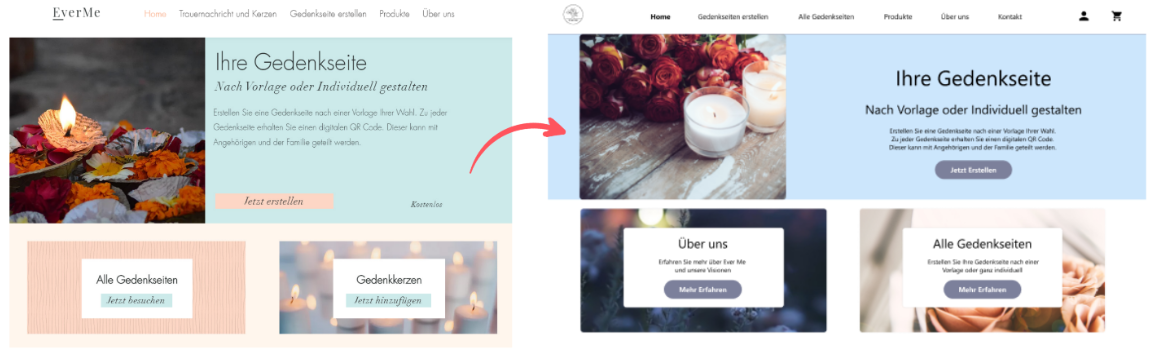 EverMe
Home Trauernachricht und Kerzen Gedenkseite erstellen Produkte Über uns
Ihre Gedenkseite
Nach Vorlage oder Individuell gestalten
Erstellen Sie eine Gedenkseite nach einer Vorlage Ihrer Wahl. Zu jeder
Gedenkseite erhalten Sie einen digitalen QR Code. Dieser kann mit
Angehörigen und der Familie geteilt werden.
Jetzt erstellen
Kostenlos
Alle Gedenkseiten
Jetzt besuchen
Gedenkkerzen
Jetzt hinzufügen
Home Gedenkseiten erstellen Alle Gedenkseiten Produkte Über uns Kontakt
Ihre Gedenkseite
Nach Vorlage oder Individuell gestalten
Erstellen Sie eine Gedenkseite nach einer Vorlage Ihrer Wahl.
Zu jeder Gedenkseite erhalten Sie einen digitalen QR Code.
Dieser kann mit Angehörigen und der Familie geteilt werden.
Jetzt Erstellen
Über uns
Erfahren Sie mehr über Ever Me
und unsere Visionen
Mehr Erfahren
Alle Gedenkseiten
Erstellen Sie Ihre Gedenkseite nach einer
Vorlage oder ganz individuell
Mehr Erfahren